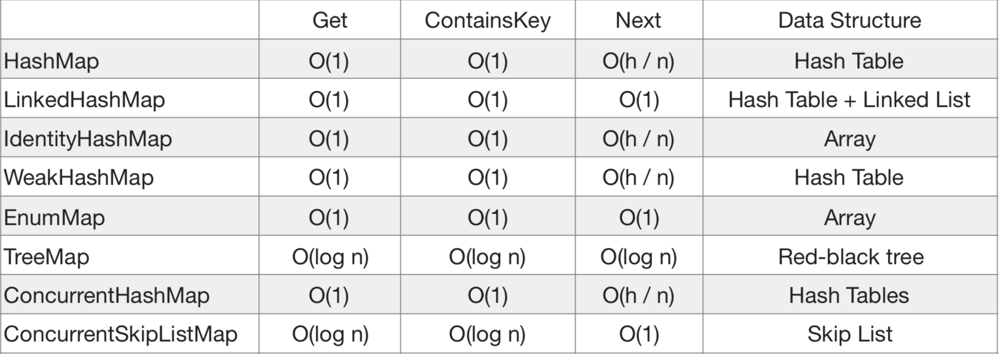 Get ContainsKey Next Data Structure
HashMap O(1) O(1) O(h / n) Hash Table
LinkedHashMap O(1) O(1) O(1) Hash Table + Linked List
IdentityHashMap O(1) O(1) O(h / n) Array
WeakHashMap O(1) O(1) O(h / n) Hash Table
EnumMap O(1) O(1) O(1) Array
TreeMap O(log n) O(log n) O(log n) Red-black tree
ConcurrentHashMap O(1) O(1) O(h / n) Hash Tables
ConcurrentSkipListMap O(log n) O(log n) O(1) Skip List